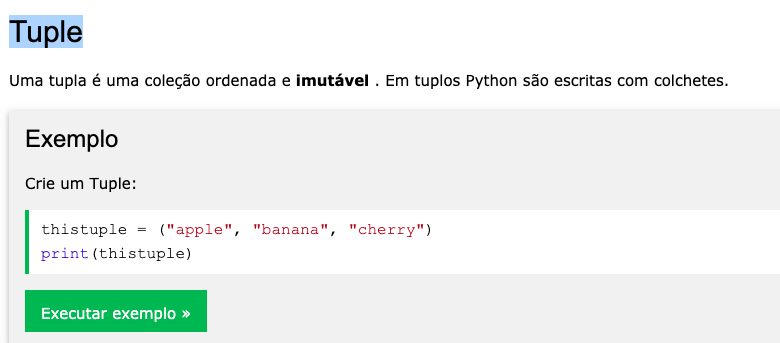 Tuple
Uma tupla é uma coleção ordenada e imutável . Em tuplos Python são escritas com colchetes.
Exemplo
Crie um Tuple:
thistuple = ("apple", "banana", "cherry")
print(thistuple)
Executar exemplo »